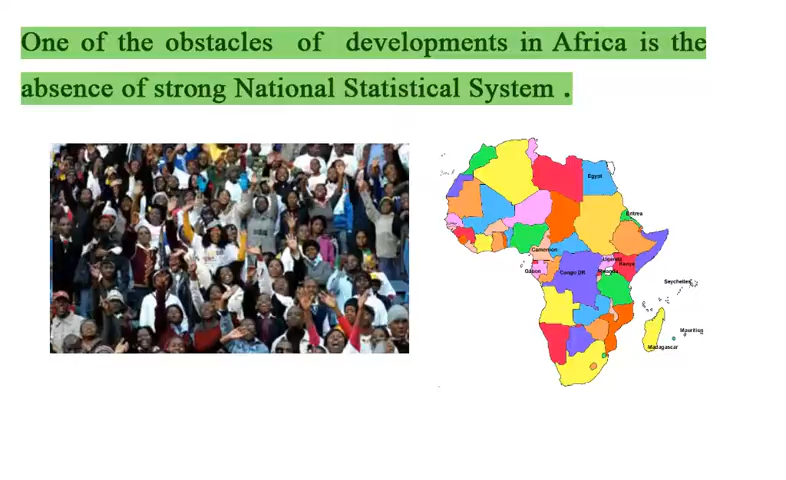 One of the obstacles of developments in Africa is the
absence of strong National Statistical System .
Egypt
Eritrea
Cameroon
Uganda
Kenya
Gabon
Congo DR
Rwanda
Seychelles
Mauritius
Madagascar